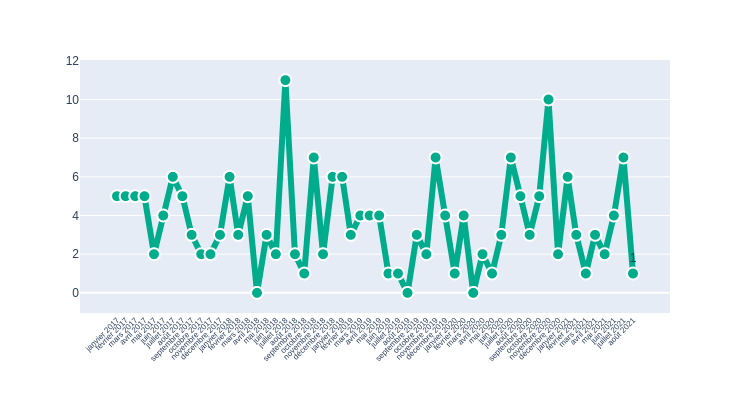 12
10
8
6
4
2
0
1
janvier 2017
février 2017
mars 2017
avril 2017
mai 2017
juin 2017
juillet 2017
août 2017
septembre 2017
octobre 2017
novembre 2017
décembre 2017
janvier 2018
février 2018
mars 2018
avril 2018
mai 2018
juin 2018
juillet 2018
août 2018
septembre 2018
octobre 2018
novembre 2018
décembre 2018
janvier 2019
février 2019
mars 2019
avril 2019
mai 2019
juin 2019
juillet 2019
août 2019
septembre 2019
octobre 2019
novembre 2019
décembre 2019
janvier 2020
février 2020
mars 2020
avril 2020
mai 2020
juin 2020
juillet 2020
août 2020
septembre 2020
octobre 2020
novembre 2020
décembre 2020
janvier 2021
février 2021
mars 2021
avril 2021
mai 2021
juin 2021
juillet 2021
août 2021